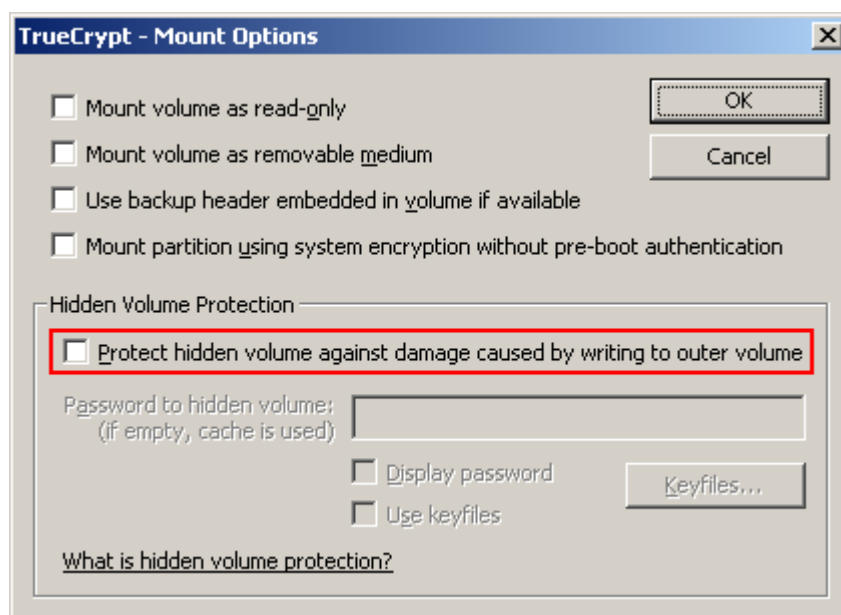 TrueCrypt - Mount Options
Mount volume as read-only
OK
Mount volume as removable medium
Cancel
Use backup header embedded in volume if available
Mount partition using system encryption without pre-boot authentication
Hidden Volume Protection
Protect hidden volume against damage caused by writing to outer volume
Password to hidden volume:
(if empty, cache is used)
Display password
Keyfiles...
Use keyfiles
What is hidden volume protection?